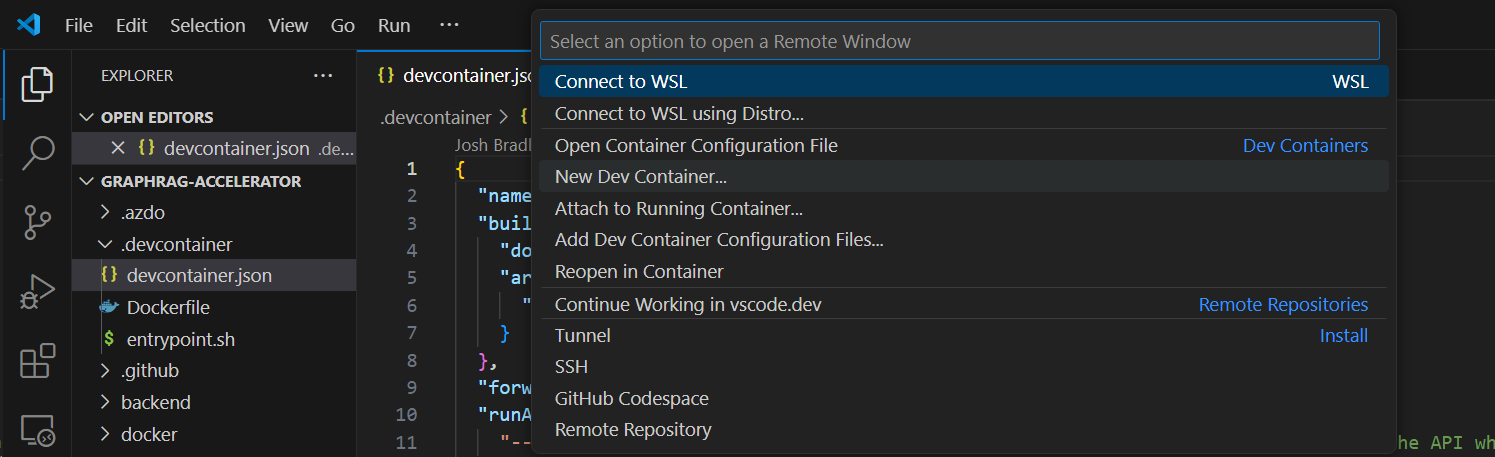 File Edit Selection View Go Run ···
Select an option to open a Remote Window
Connect to WSL WSL
Connect to WSL using Distro...
Open Container Configuration File Dev Containers
New Dev Container...
Attach to Running Container...
Add Dev Container Configuration Files...
Reopen in Container
Continue Working in vscode.dev Remote Repositories
Tunnel Install
SSH
GitHub Codespace
Remote Repository
EXPLORER ···
OPEN EDITORS
{} devcontainer.json .de...
GRAPHRAG-ACCELERATOR
.azdo
.devcontainer
{} devcontainer.json
Dockerfile
$ entrypoint.sh
.github
backend
docker
{} devcontainer.jso
.devcontainer > {
Josh Bradl
1 {
2 "name
3 "buil
4 "do
5 "ar
6 "
7 }
8 },
9 "forw
10 "runA
11 "-- he API wh